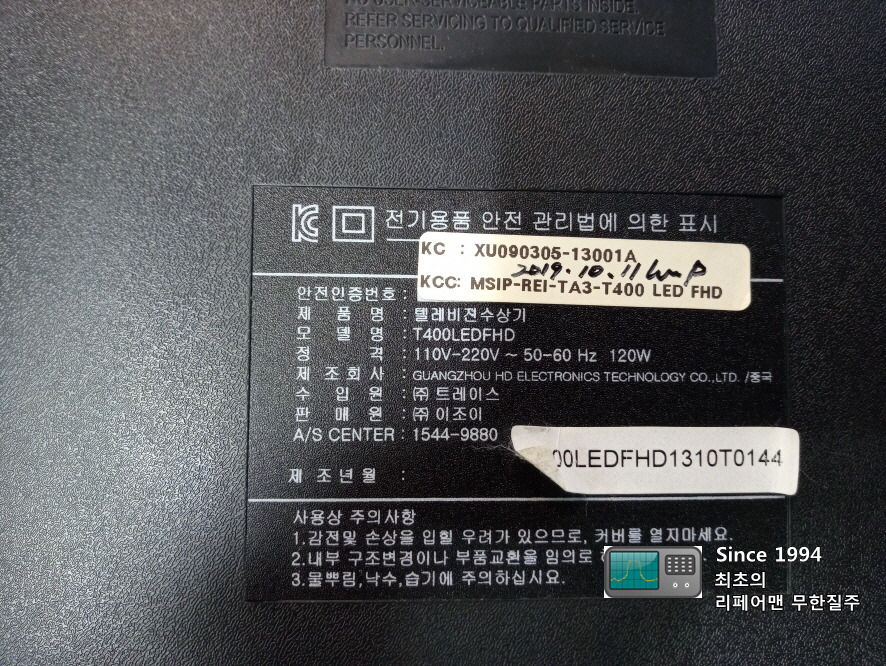 NO USER-SERVICEABLE PARTS INSIDE.
REFER SERVICING TO QUALIFIED SERVICE
PERSONNEL.
전기용품 안전 관리법에 의한 표시
KC : XU090305-13001A
2019.10.11
KCC: MSIP-REI-TA3-T400 LED FHD
안전인증번호 :
제 품 명 : 텔레비젼수상기
모 델 명 : T400LEDFHD
정 격 : 110V-220V ~ 50-60 Hz 120W
제 조 회 사 : GUANGZHOU HD ELECTRONICS TECHNOLOGY CO.,LTD. /중국
수 입 원 : ㈜ 트레이스
판 매 원 : ㈜ 이조이
A/S CENTER : 1544-9880
00LEDFHD1310T0144
제 조 년 월 :
사용상 주의사항
1.감전및 손상을 입힐 우려가 있으므로, 커버를 열지마세요.
2.내부 구조변경이나 부품교환을 임의로
3.물뿌림,낙수,습기에 주의하십시요.
Since 1994
최초의
리페어맨 무한질주